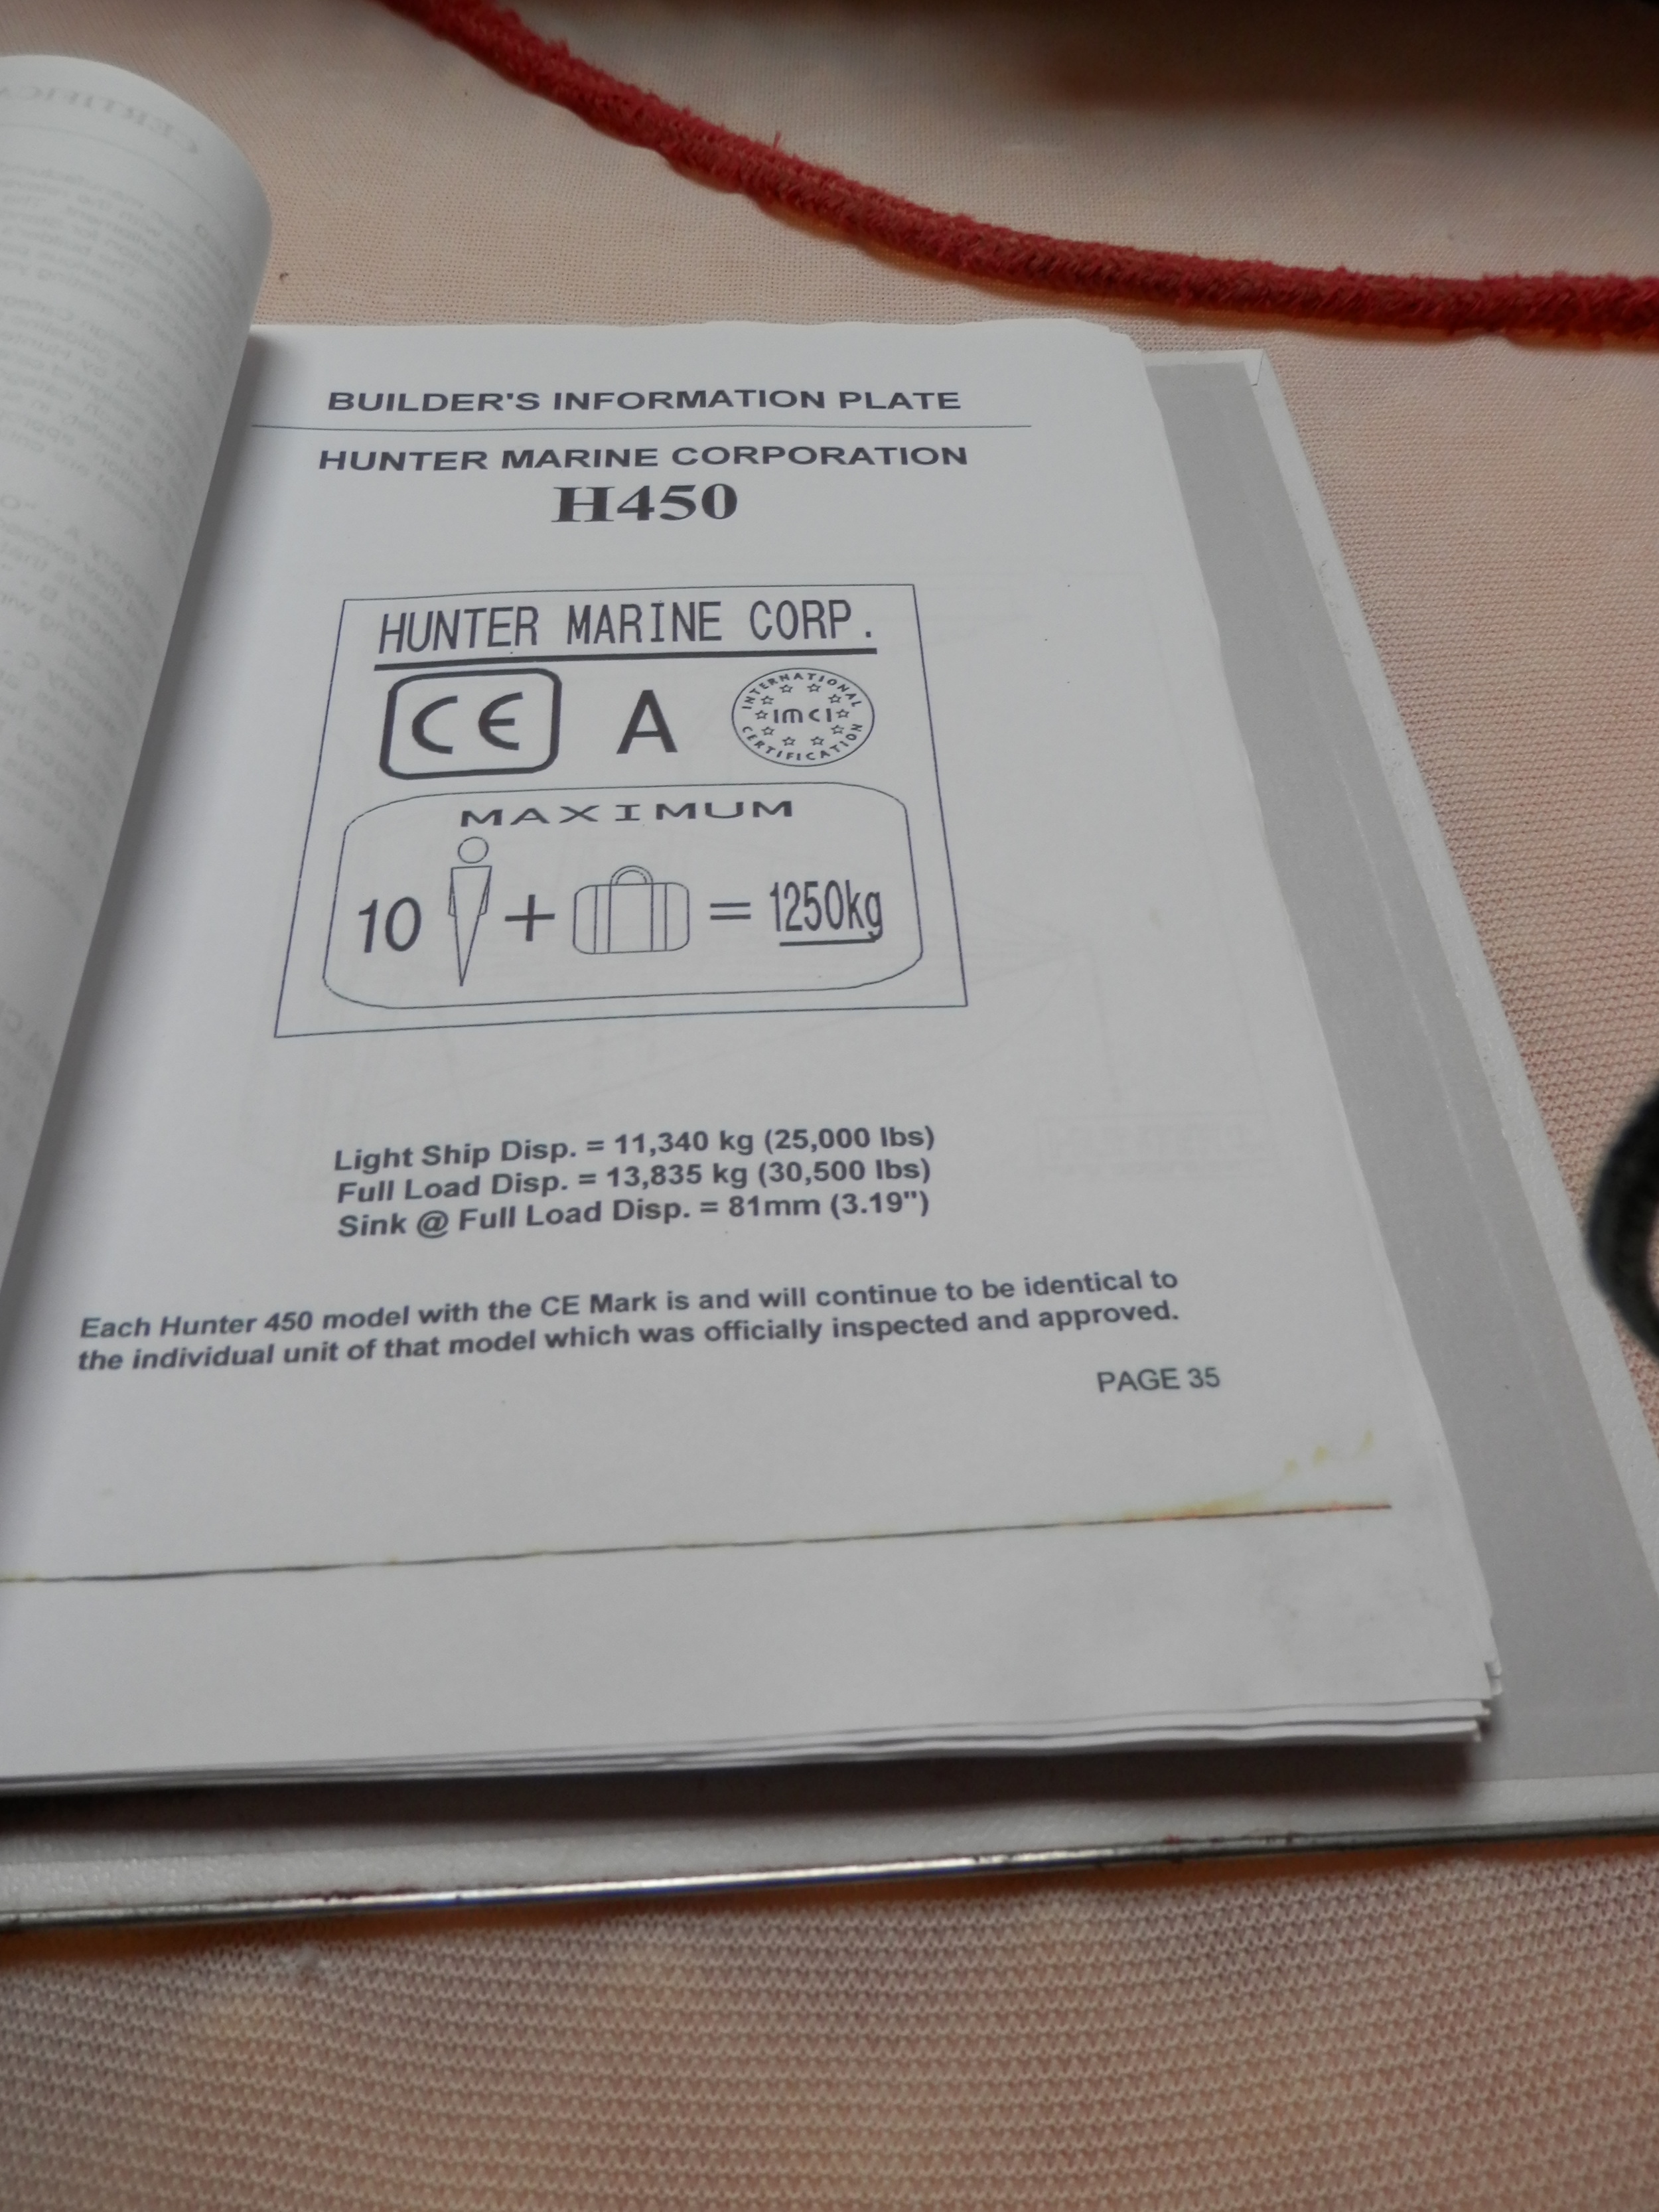 BUILDER'S INFORMATION PLATE
HUNTER MARINE CORPORATION
H450
HUNTER MARINE CORP.
CE A INTERNATIONAL IMCI CERTIFICATION
MAXIMUM
10 + = 1250kg
Light Ship Disp. = 11,340 kg (25,000 lbs)
Full Load Disp. = 13,835 kg (30,500 lbs)
Sink @ Full Load Disp. = 81mm (3.19")
Each Hunter 450 model with the CE Mark is and will continue to be identical to
the individual unit of that model which was officially inspected and approved.
PAGE 35